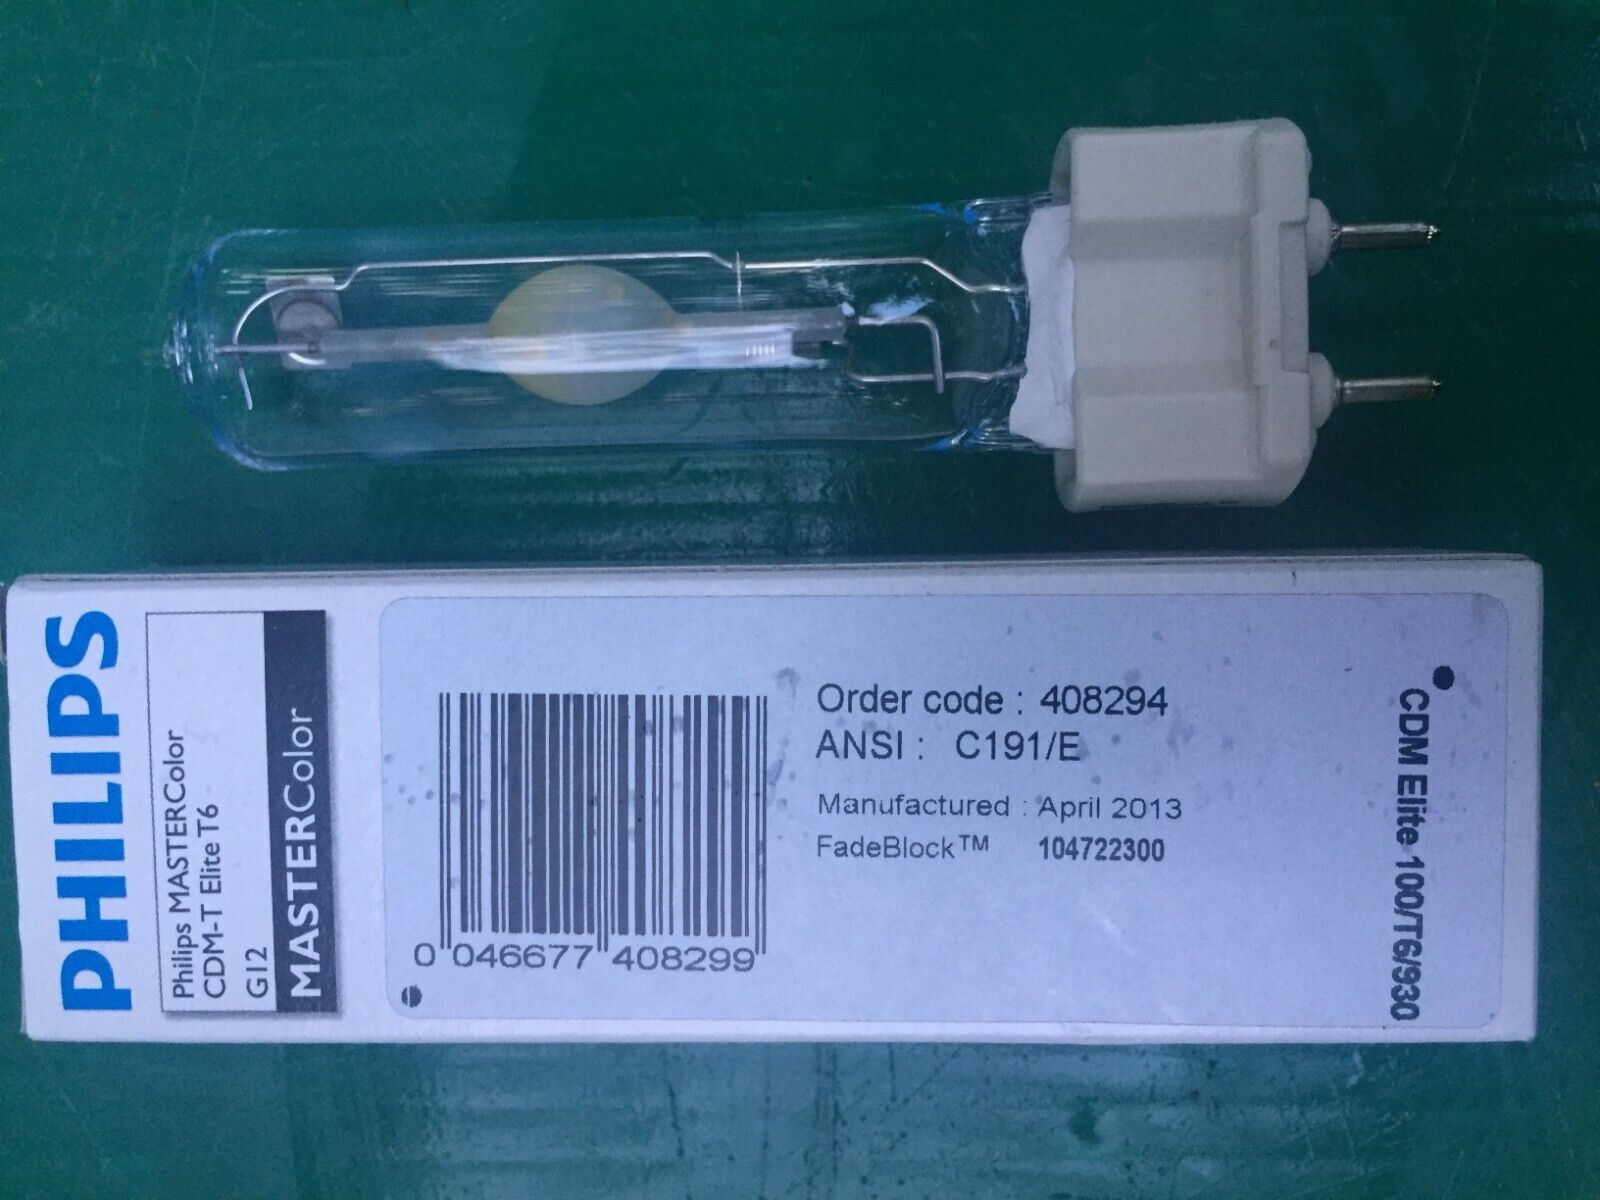 PHILIPS
Philips MASTERColor
CDM-T Elite T6
G12
MASTERColor
0 046677 408299
Order code : 408294
ANSI : C191/E
Manufactured : April 2013
FadeBlock™ 104722300
CDM Elite 100/T6/930